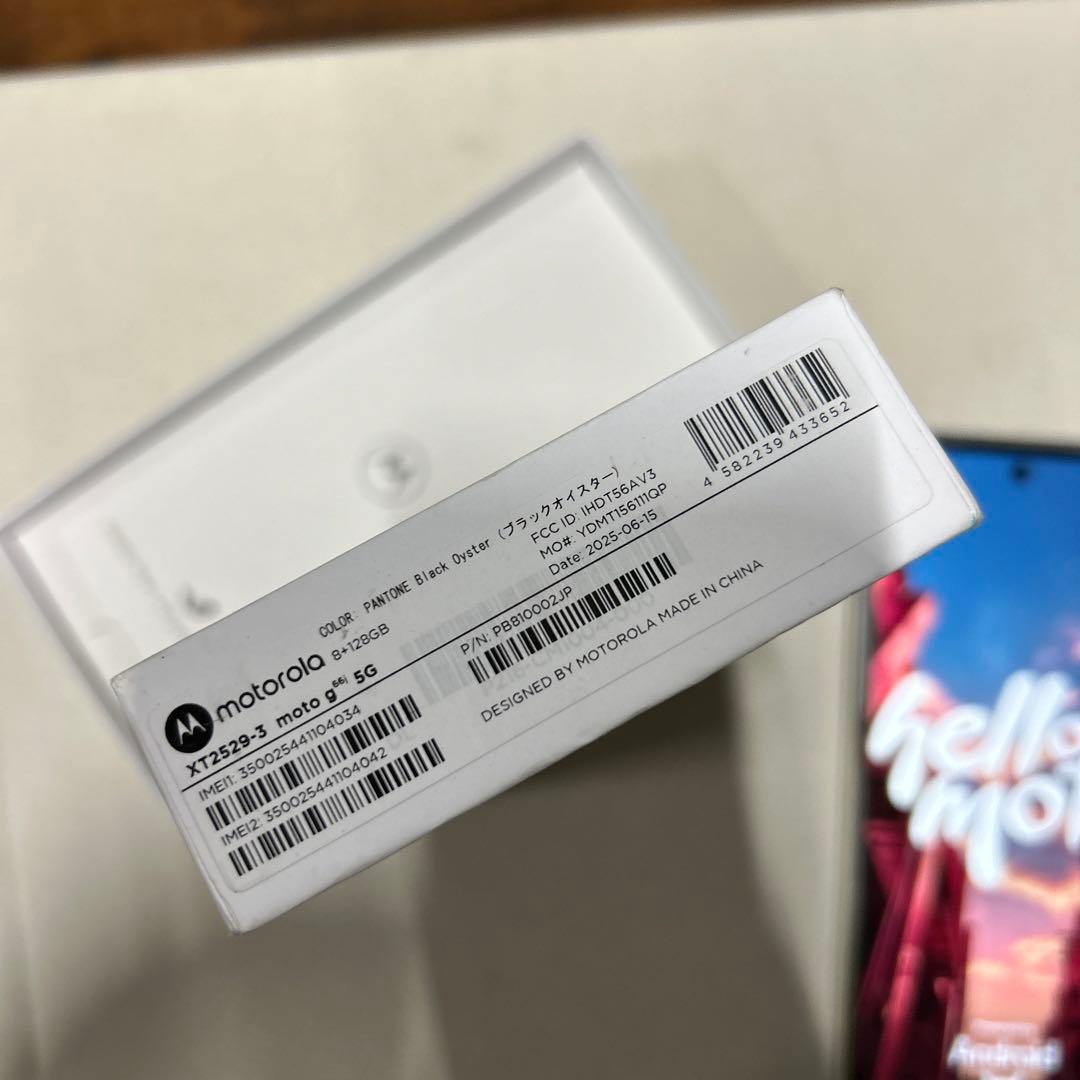 motorola
8+128GB
COLOR: PANTONE Black Oyster (ブラックオイスター)
FCC ID: IHDT56AV3
MO#: YDMT156111QP
Date: 2025-06-15
4 582239 433652
XT2529-3 moto g66j 5G
IMEI1: 350025441104034
IMEI2: 350025441104042
P/N: PB810002JP
DESIGNED BY MOTOROLA MADE IN CHINA
hello
mot
Android